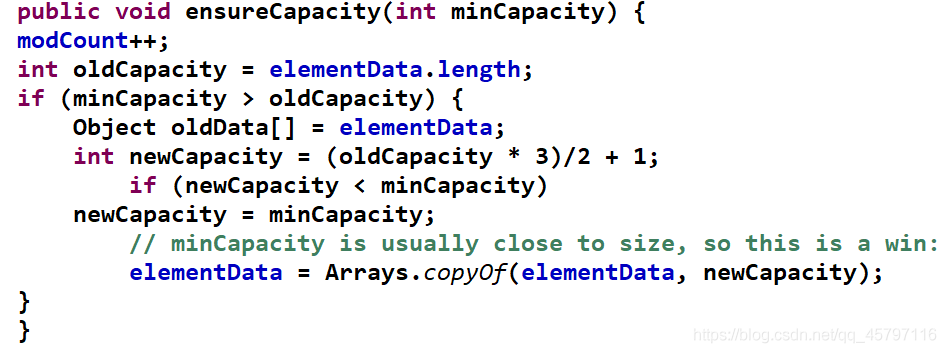 public void ensureCapacity(int minCapacity) {
modCount++;
int oldCapacity = elementData.length;
if (minCapacity > oldCapacity) {
    Object oldData[] = elementData;
    int newCapacity = (oldCapacity * 3)/2 + 1;
        if (newCapacity < minCapacity)
    newCapacity = minCapacity;
        // minCapacity is usually close to size, so this is a win:
        elementData = Arrays.copyOf(elementData, newCapacity);
}
}
https://blog.csdn.net/qq_45797116